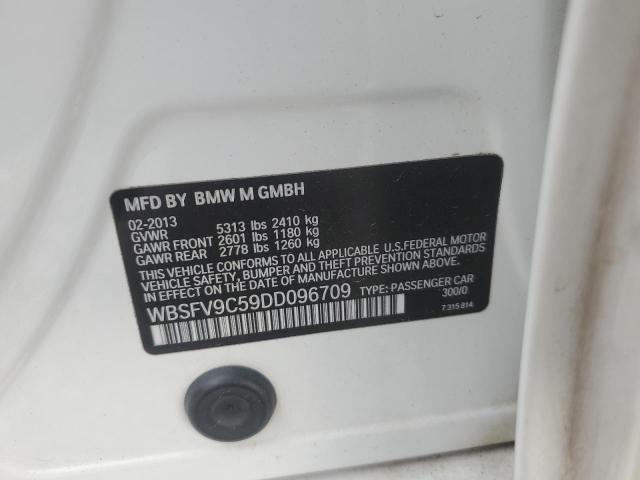 MFD BY BMW M GMBH
02-2013
GVWR 5313 lbs 2410 kg
GAWR FRONT 2601 lbs 1180 kg
GAWR REAR 2778 lbs 1260 kg
THIS VEHICLE CONFORMS TO ALL APPLICABLE U.S.FEDERAL MOTOR
VEHICLE SAFETY, BUMPER AND THEFT PREVENTION STANDARDS
IN EFFECT ON THE DATE OF MANUFACTURE SHOWN ABOVE.
WBSFV9C59DD096709 TYPE: PASSENGER CAR
300/0
7 315 814